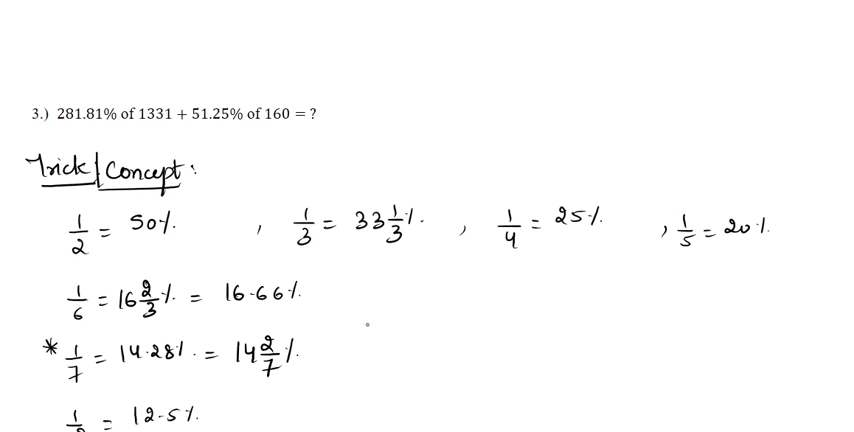 3.) 281.81% of 1331 + 51.25% of 160 = ?
Trick | Concept :
1/2 = 50%. , 1/3 = 33 1/3 %. , 1/4 = 25%. , 1/5 = 20%.
1/6 = 16 2/3 %. = 16.66%.
* 1/7 = 14.28%. = 14 2/7 %.
= 12.5%.